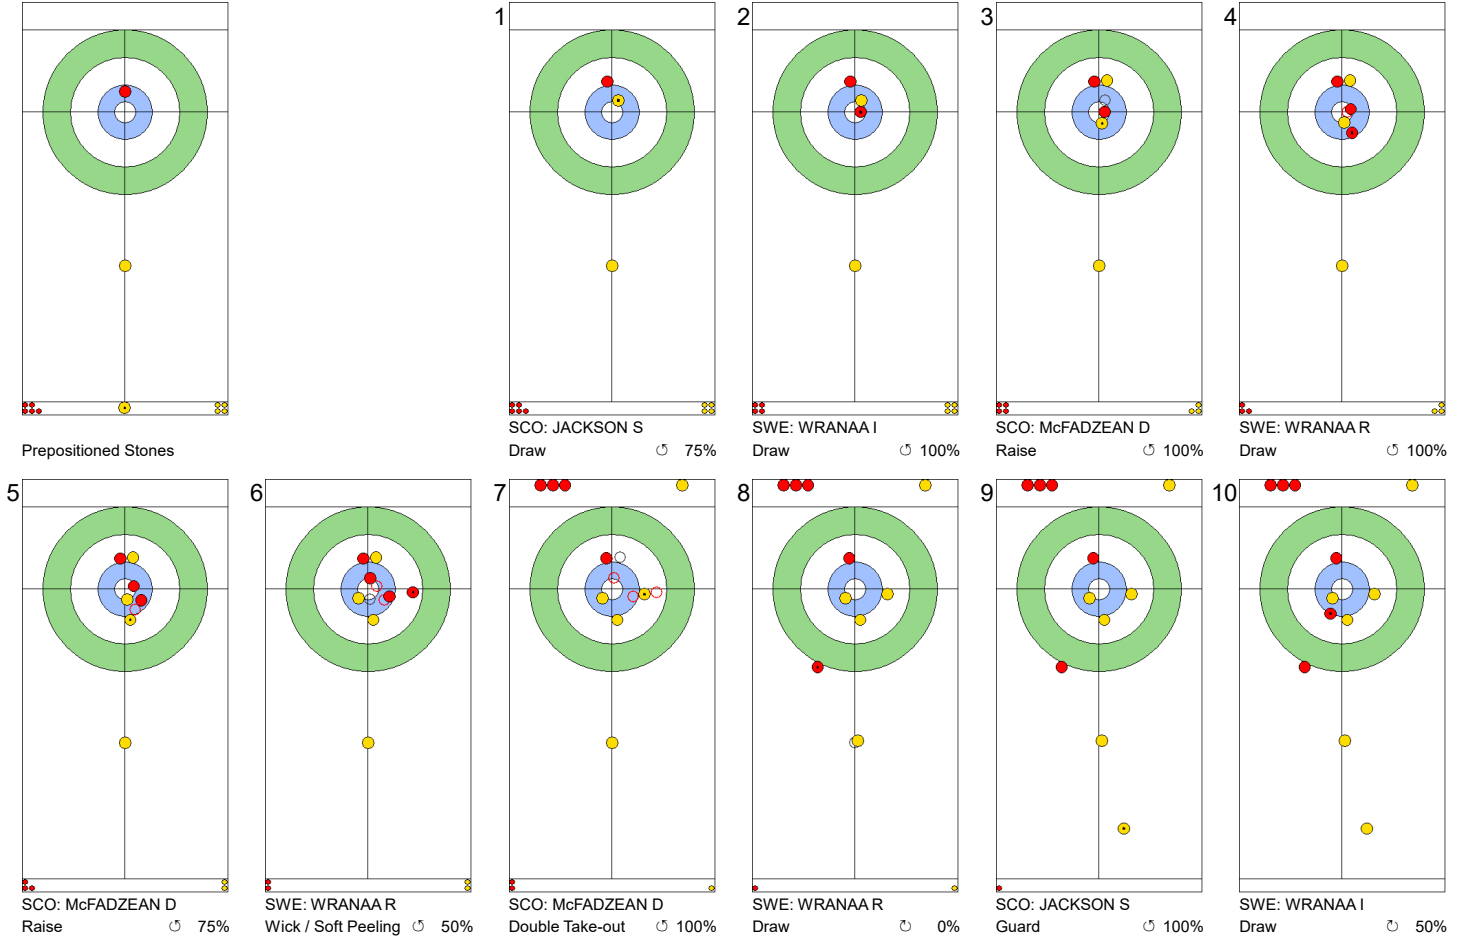 1
2
3
4
Prepositioned Stones
SCO: JACKSON S
Draw 75%
SWE: WRANAA I
Draw 100%
SCO: McFADZEAN D
Raise 100%
SWE: WRANAA R
Draw 100%
5
6
7
8
9
10
SCO: McFADZEAN D
Raise 75%
SWE: WRANAA R
Wick / Soft Peeling 50%
SCO: McFADZEAN D
Double Take-out 100%
SWE: WRANAA R
Draw 0%
SCO: JACKSON S
Guard 100%
SWE: WRANAA I
Draw 50%